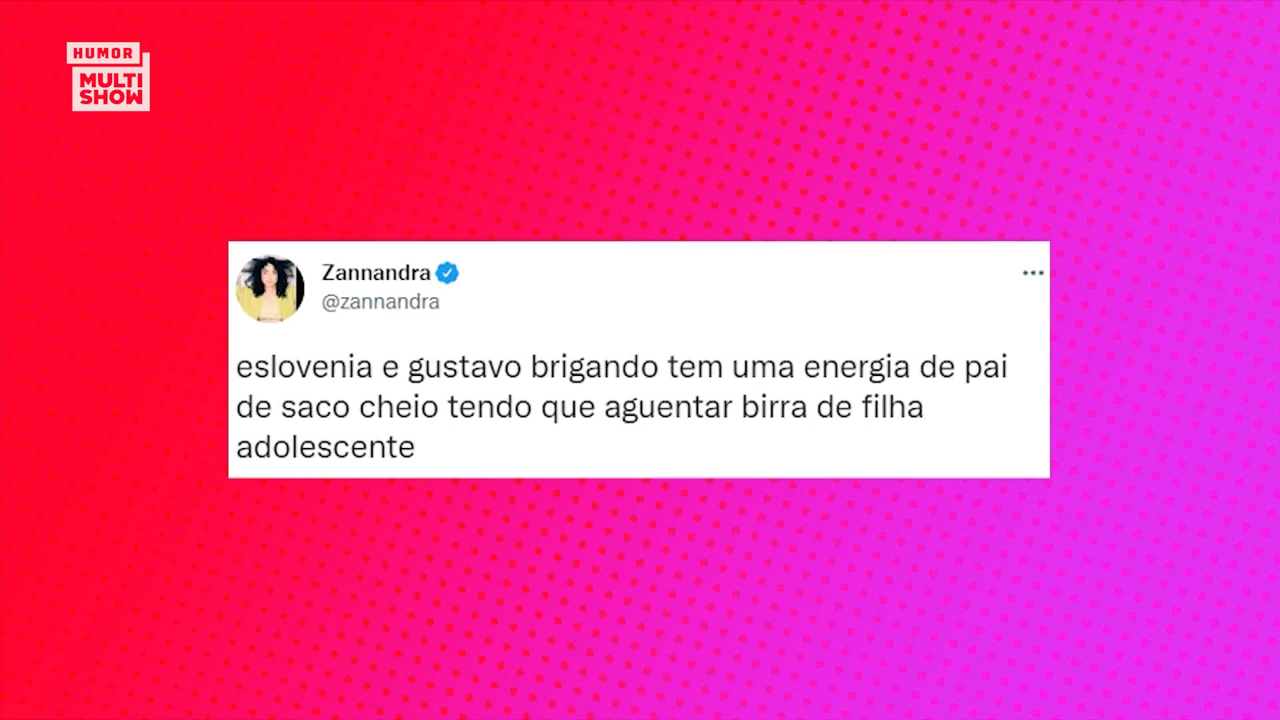 HUMOR
MULTI
SHOW
Zannandra
@zannandra
eslovenia e gustavo brigando tem uma energia de pai
de saco cheio tendo que aguentar birra de filha
adolescente